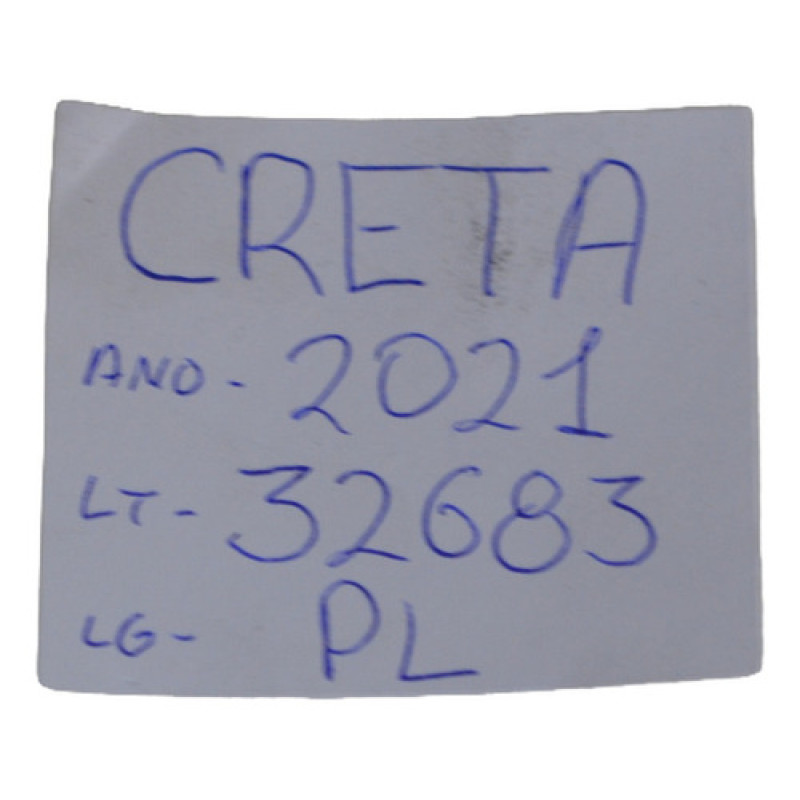 CRETA
ANO - 2021
LT - 32683
LG - PL